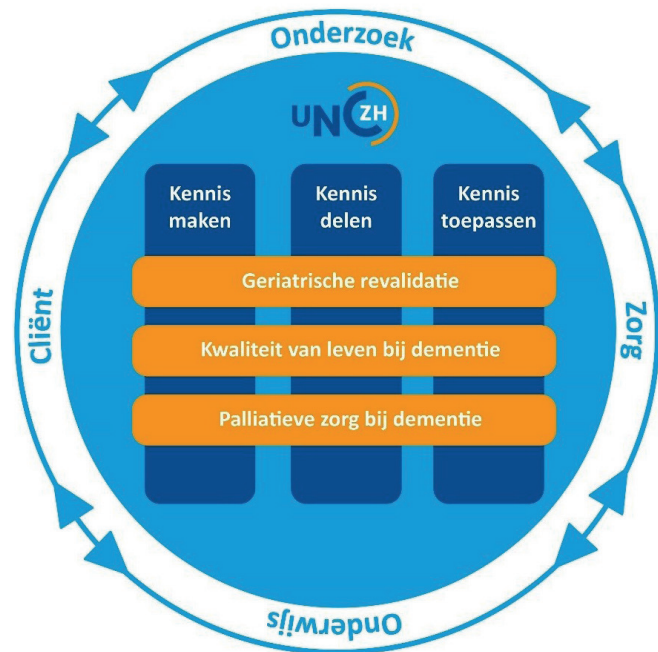 Onderzoek
UNC ZH
Kennis
maken
Kennis
delen
Kennis
toepassen
Geriatrische revalidatie
Kwaliteit van leven bij dementie
Palliatieve zorg bij dementie
Cliënt
Zorg
Onderwijs